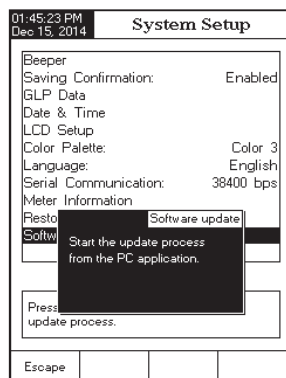 01:45:23 PM
Dec 15, 2014
System Setup
Beeper
Saving Confirmation: Enabled
GLP Data
Date & Time
LCD Setup
Color Palette: Color 3
Language: English
Serial Communication: 38400 bps
Meter Information
Resto
Softw
Software update
Start the update process
from the PC application.
Press
update process.
Escape